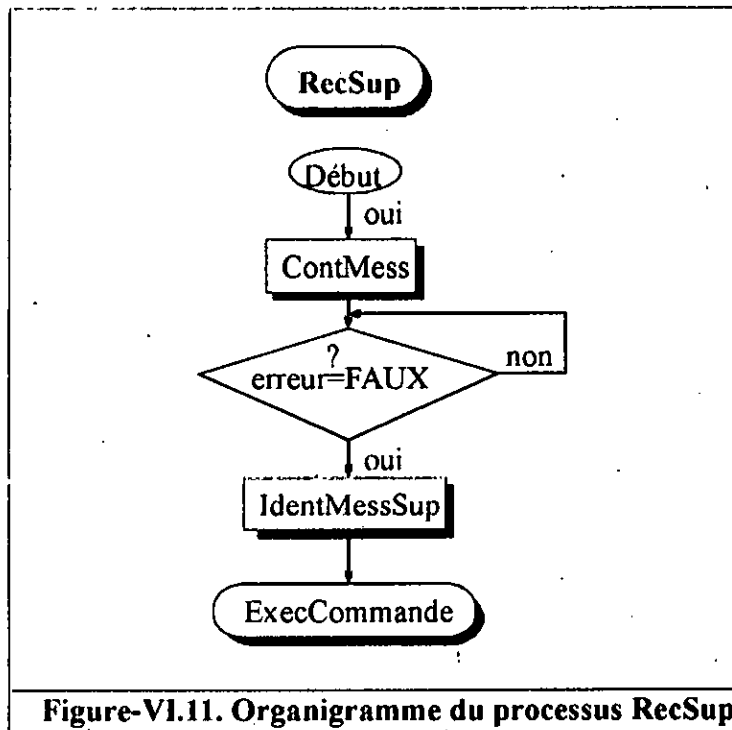 RecSup
Début
oui
ContMess
?
erreur=FAUX
non
oui
IdentMessSup
ExecCommande
Figure-VI.11. Organigramme du processus RecSup